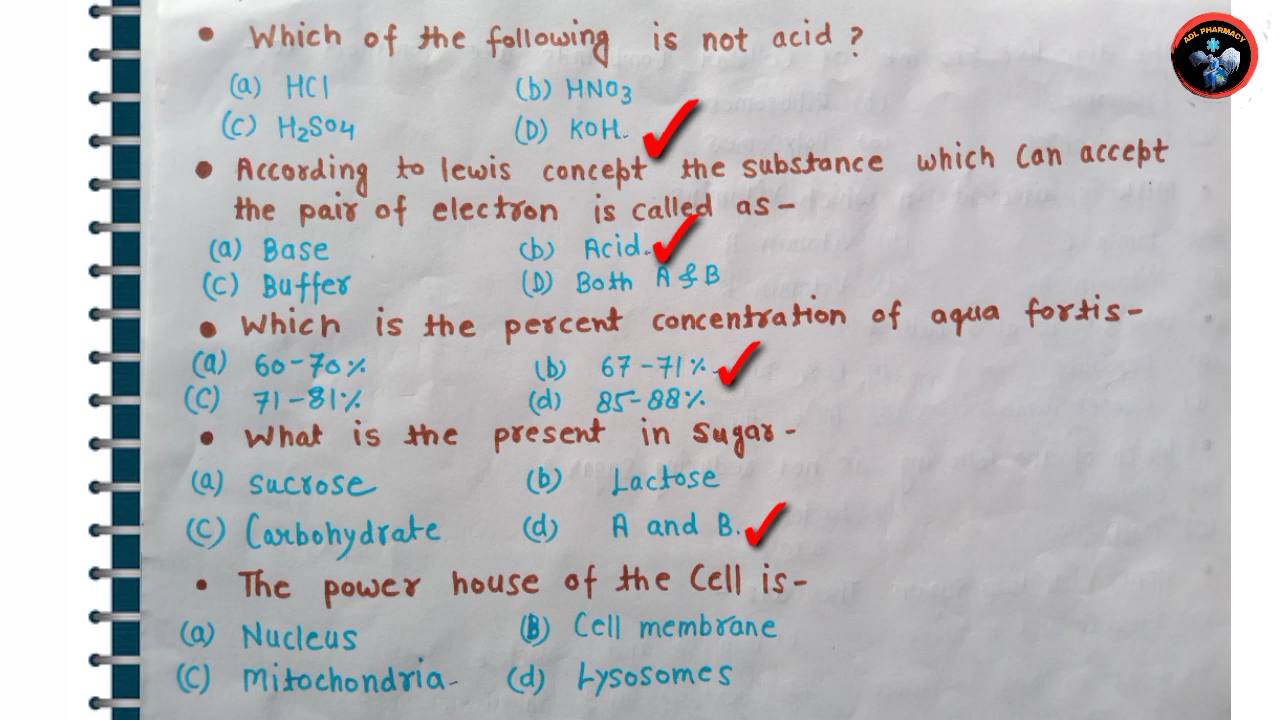 ADL PHARMACY
• Which of the following is not acid?
(a) HCl (b) HNO3
(C) H2SO4 (D) KOH.
• According to lewis concept the substance which can accept
the pair of electron is called as -
(a) Base (b) Acid.
(C) Buffer (D) Both A & B
• Which is the percent concentration of aqua fortis-
(a) 60-70% (b) 67-71%.
(C) 71-81% (d) 85-88%
• What is the present in Sugar -
(a) sucrose (b) Lactose
(C) Carbohydrate (d) A and B.
• The power house of the Cell is-
(a) Nucleus (B) Cell membrane
(C) Mitochondria- (d) Lysosomes